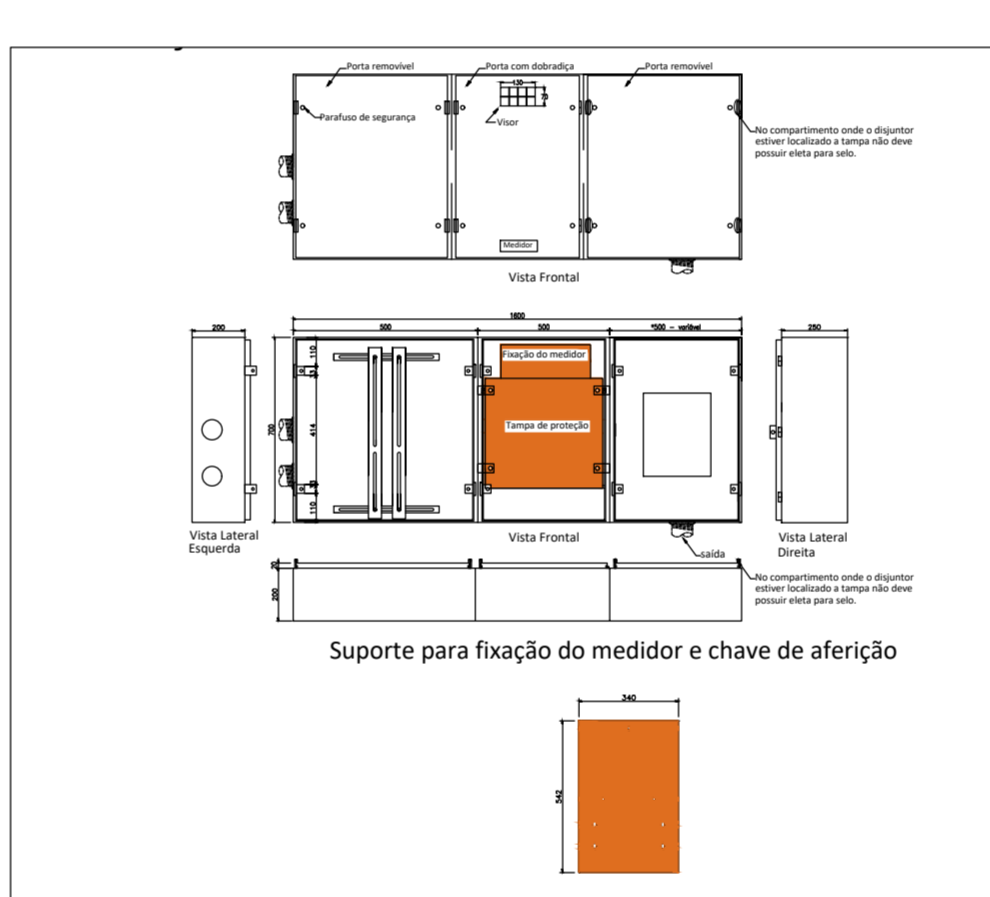 Porta removível
Porta com dobradiça
Porta removível
130
70
Parafuso de segurança
Visor
No compartimento onde o disjuntor
estiver localizado a tampa não deve
possuir eleta para selo.
Medidor
Vista Frontal
1600
200
500
500
*500 - variável
250
110
Fixação do medidor
700
414
Tampa de proteção
110
Vista Lateral
Esquerda
Vista Frontal
saída
Vista Lateral
Direita
20
200
No compartimento onde o disjuntor
estiver localizado a tampa não deve
possuir eleta para selo.
Suporte para fixação do medidor e chave de aferição
340
542